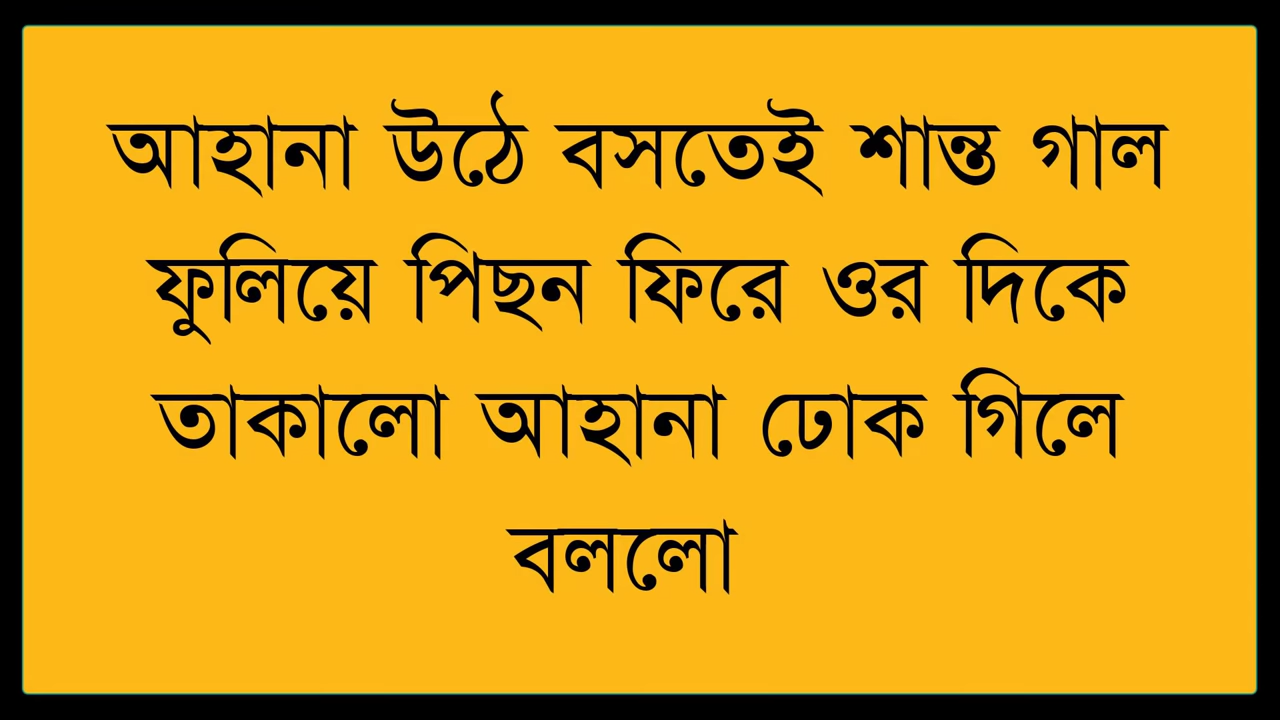 আহানা উঠে বসতেই শান্ত গাল
ফুলিয়ে পিছন ফিরে ওর দিকে
তাকালো আহানা ঢোক গিলে
বললো